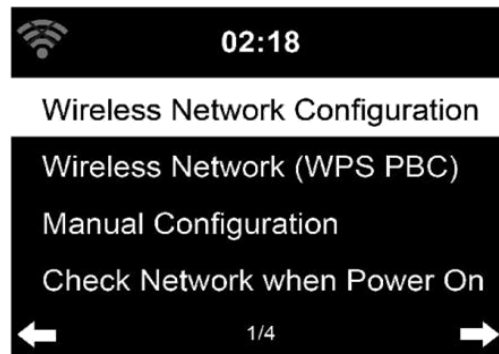 02:18
Wireless Network Configuration
Wireless Network (WPS PBC)
Manual Configuration
Check Network when Power On
1/4